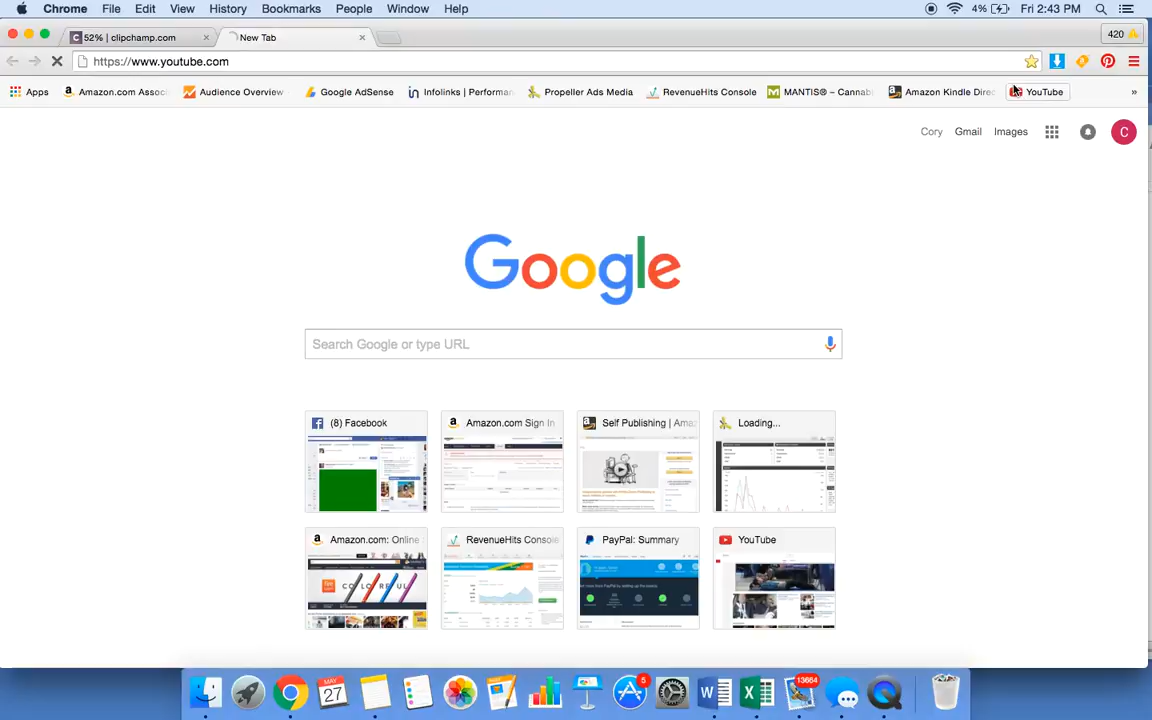 Chrome File Edit View History Bookmarks People Window Help 4% Fri 2:43 PM
52% | clipchamp.com New Tab 420
https://www.youtube.com
Apps Amazon.com Assoc Audience Overview Google AdSense Infolinks | Performan Propeller Ads Media RevenueHits Console MANTIS® – Cannab Amazon Kindle Direc YouTube »
Cory Gmail Images C
Google
Search Google or type URL
(8) Facebook Amazon.com Sign In Self Publishing | Amaz Loading...
Amazon.com: Online RevenueHits Console PayPal: Summary YouTube
MAY 27 5 13664